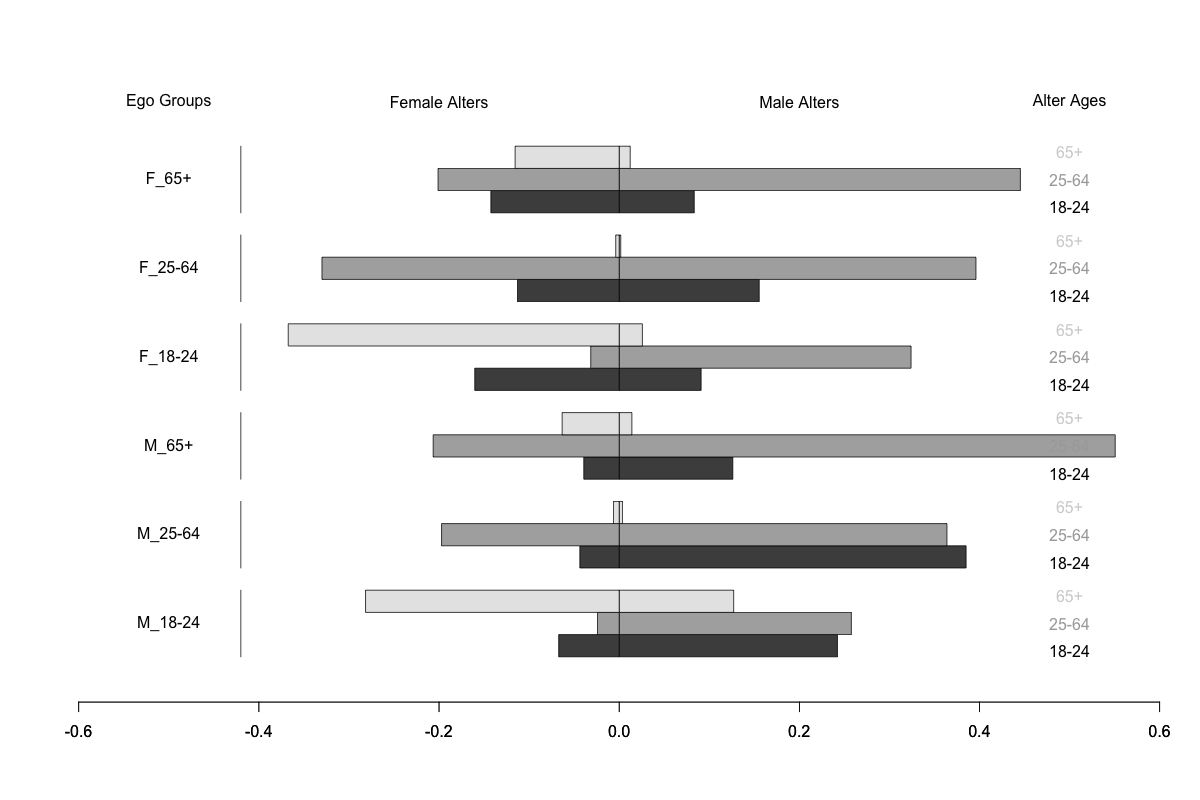 Ego Groups Female Alters Male Alters Alter Ages
65+
F_65+ 25-64
18-24
65+
F_25-64 25-64
18-24
65+
F_18-24 25-64
18-24
65+
M_65+ 25-64
18-24
65+
M_25-64 25-64
18-24
65+
M_18-24 25-64
18-24
-0.6 -0.4 -0.2 0.0 0.2 0.4 0.6